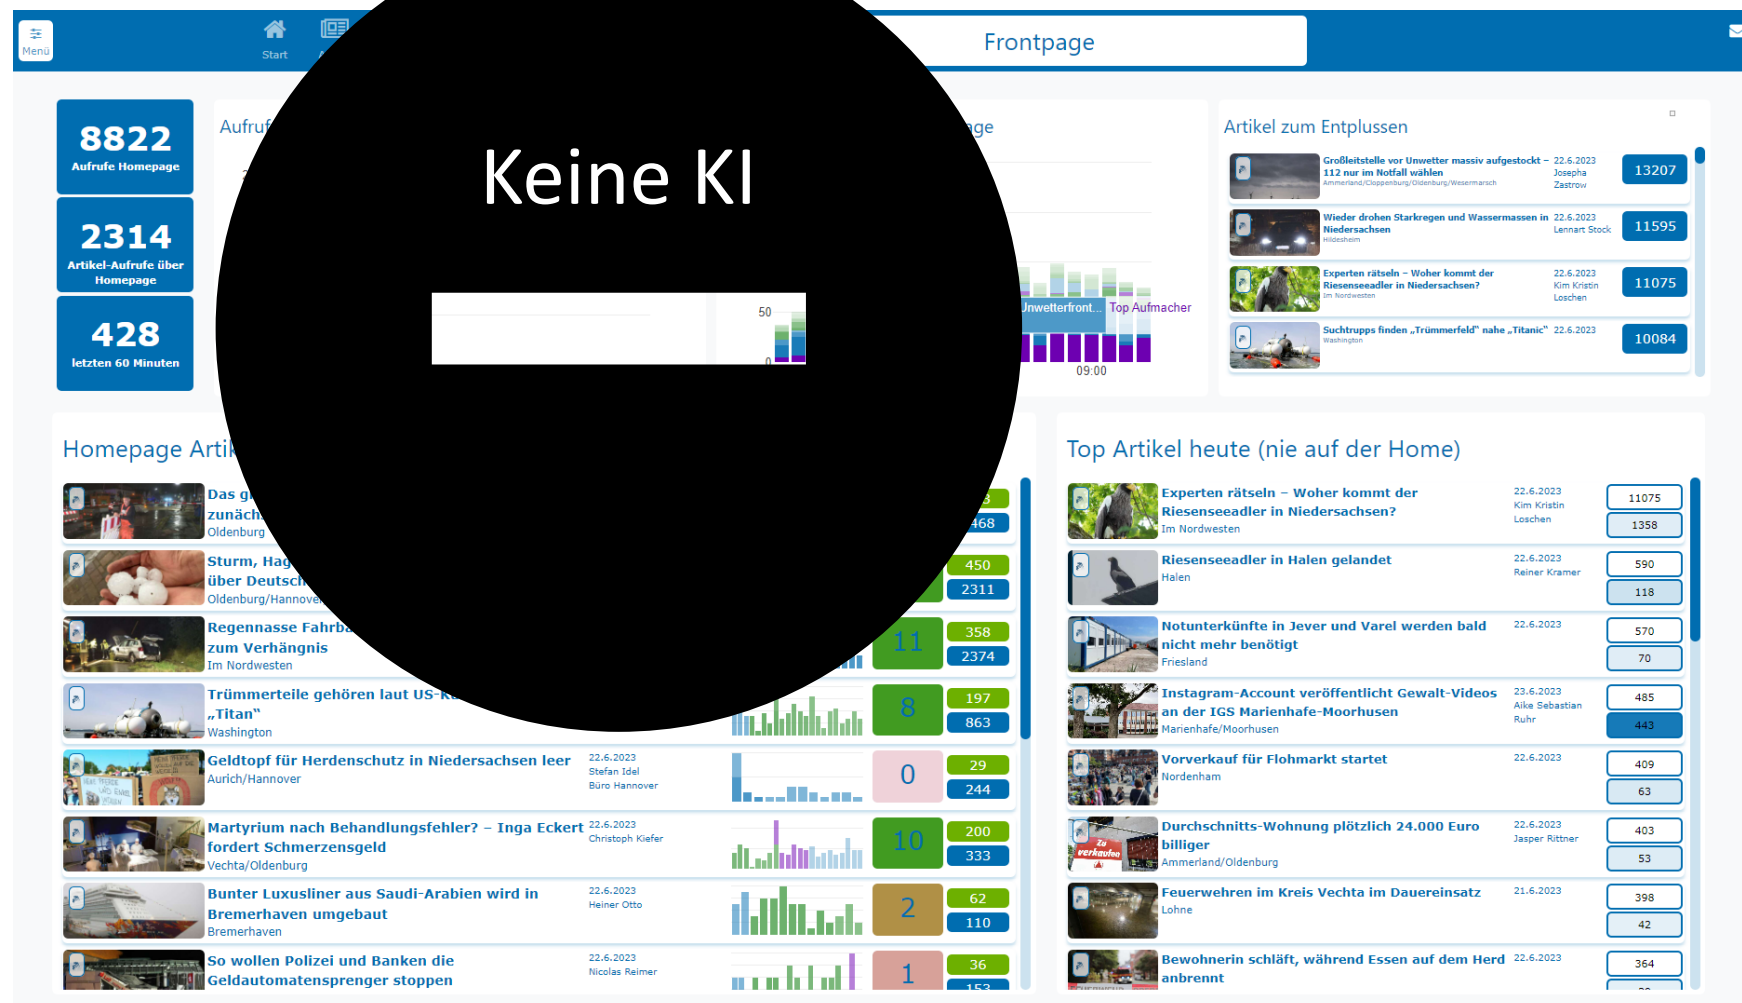 Menü
Start
Frontpage
8822
Aufrufe Homepage
2314
Artikel-Aufrufe über
Homepage
428
letzten 60 Minuten
Keine KI
50
0
Unwetterfront...
Top Aufmacher
09:00
Artikel zum Entplussen
Großleitstelle vor Unwetter massiv aufgestockt –
112 nur im Notfall wählen
Ammerland/Cloppenburg/Oldenburg/Wesermarsch
22.6.2023
Josepha
Zastrow
13207
Wieder drohen Starkregen und Wassermassen in
Niedersachsen
Hildesheim
22.6.2023
Lennart Stock
11595
Experten rätseln – Woher kommt der
Riesenseeadler in Niedersachsen?
Im Nordwesten
22.6.2023
Kim Kristin
Loschen
11075
Suchtrupps finden „Trümmerfeld“ nahe „Titanic“
Washington
22.6.2023
10084
Homepage Artik
Das
zunäch
Oldenburg
468
Sturm, Hag
über Deutsch
Oldenburg/Hannover
450
2311
Regennasse Fahrba
zum Verhängnis
Im Nordwesten
11
358
2374
Trümmerteile gehören laut US-Kü
„Titan“
Washington
8
197
863
Geldtopf für Herdenschutz in Niedersachsen leer
Aurich/Hannover
22.6.2023
Stefan Idel
Büro Hannover
0
29
244
Martyrium nach Behandlungsfehler? – Inga Eckert
fordert Schmerzensgeld
Vechta/Oldenburg
22.6.2023
Christoph Kiefer
10
200
333
Bunter Luxusliner aus Saudi-Arabien wird in
Bremerhaven umgebaut
Bremerhaven
22.6.2023
Heiner Otto
2
62
110
So wollen Polizei und Banken die
Geldautomatensprenger stoppen
22.6.2023
Nicolas Reimer
1
36
153
Top Artikel heute (nie auf der Home)
Experten rätseln – Woher kommt der
Riesenseeadler in Niedersachsen?
Im Nordwesten
22.6.2023
Kim Kristin
Loschen
11075
1358
Riesenseeadler in Halen gelandet
Halen
22.6.2023
Reiner Kramer
590
118
Notunterkünfte in Jever und Varel werden bald
nicht mehr benötigt
Friesland
22.6.2023
570
70
Instagram-Account veröffentlicht Gewalt-Videos
an der IGS Marienhafe-Moorhusen
Marienhafe/Moorhusen
23.6.2023
Aike Sebastian
Ruhr
485
443
Vorverkauf für Flohmarkt startet
Nordenham
22.6.2023
409
63
Zu
verkaufen
Durchschnitts-Wohnung plötzlich 24.000 Euro
billiger
Ammerland/Oldenburg
22.6.2023
Jasper Rittner
403
53
Feuerwehren im Kreis Vechta im Dauereinsatz
Lohne
21.6.2023
398
42
Bewohnerin schläft, während Essen auf dem Herd
anbrennt
22.6.2023
364